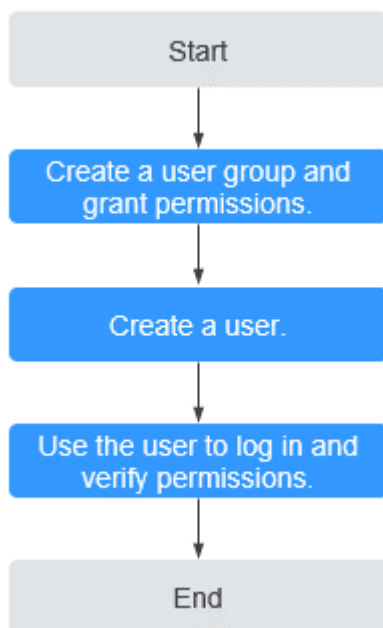 Start
Create a user group and
grant permissions.
Create a user.
Use the user to log in and
verify permissions.
End